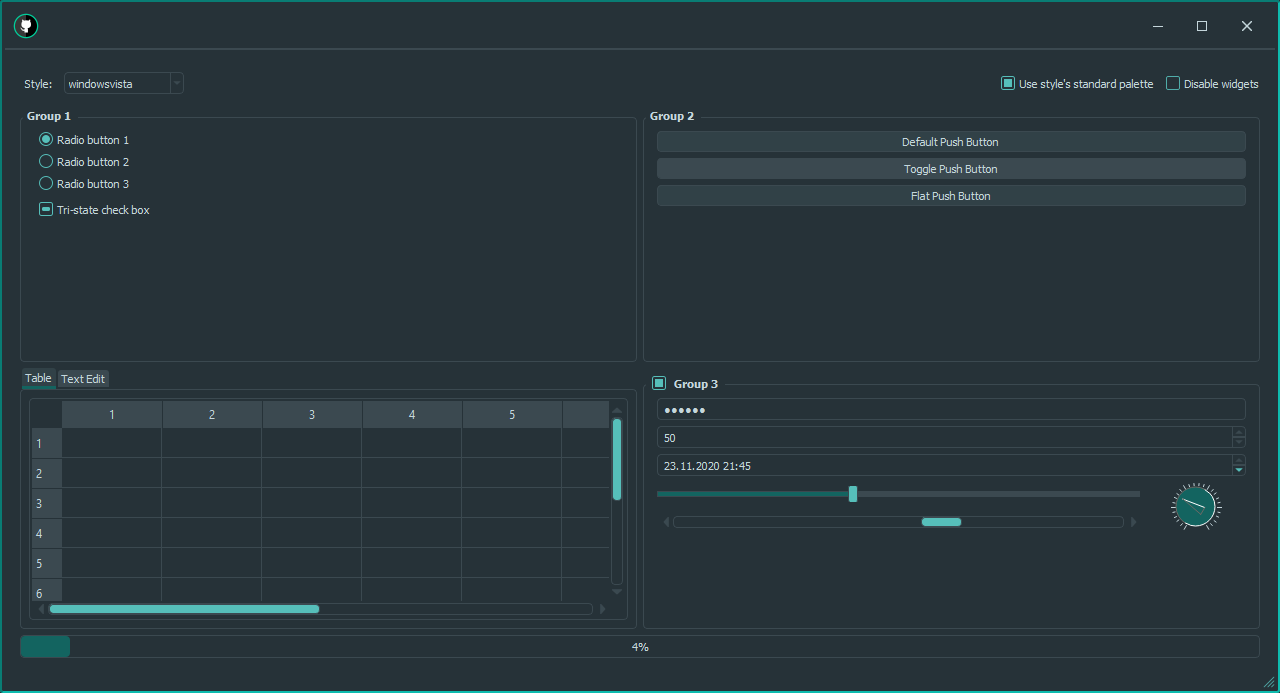 Style: windowsvista Use style's standard palette Disable widgets
Group 1
Radio button 1
Radio button 2
Radio button 3
Tri-state check box
Group 2
Default Push Button
Toggle Push Button
Flat Push Button
Table Text Edit
1 2 3 4 5
1
2
3
4
5
6
Group 3
●●●●●●
50
23.11.2020 21:45
4%